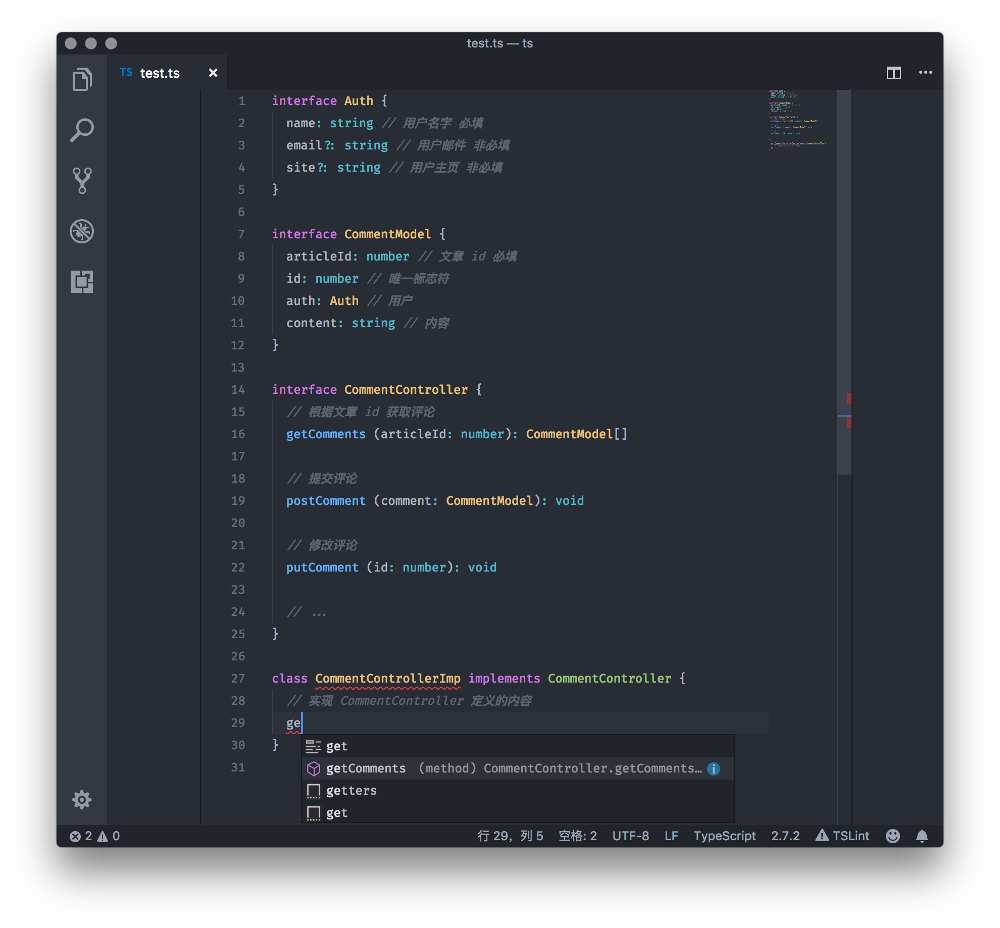 test.ts — ts
TS test.ts
1 interface Auth {
2 name: string // 用户名字 必填
3 email?: string // 用户邮件 非必填
4 site?: string // 用户主页 非必填
5 }
6
7 interface CommentModel {
8 articleId: number // 文章 id 必填
9 id: number // 唯一标志符
10 auth: Auth // 用户
11 content: string // 内容
12 }
13
14 interface CommentController {
15 // 根据文章 id 获取评论
16 getComments (articleId: number): CommentModel[]
17
18 // 提交评论
19 postComment (comment: CommentModel): void
20
21 // 修改评论
22 putComment (id: number): void
23
24 // ...
25 }
26
27 class CommentControllerImp implements CommentController {
28 // 实现 CommentController 定义的内容
29 ge
30 }
31
get
getComments (method) CommentController.getComments…
getters
get
2 0 行 29，列 5 空格: 2 UTF-8 LF TypeScript 2.7.2 TSLint